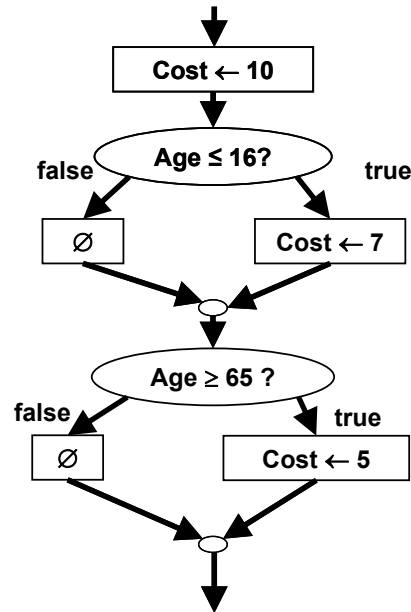 Cost ← 10
Age ≤ 16?
false
true
∅
Cost ← 7
Age ≥ 65 ?
false
true
∅
Cost ← 5